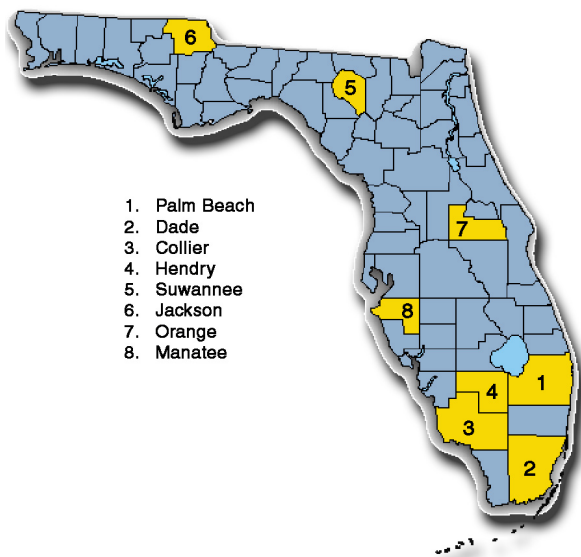 6
5
1. Palm Beach
2. Dade
3. Collier
4. Hendry
5. Suwannee
6. Jackson
7. Orange
8. Manatee
7
8
1
4
3
2